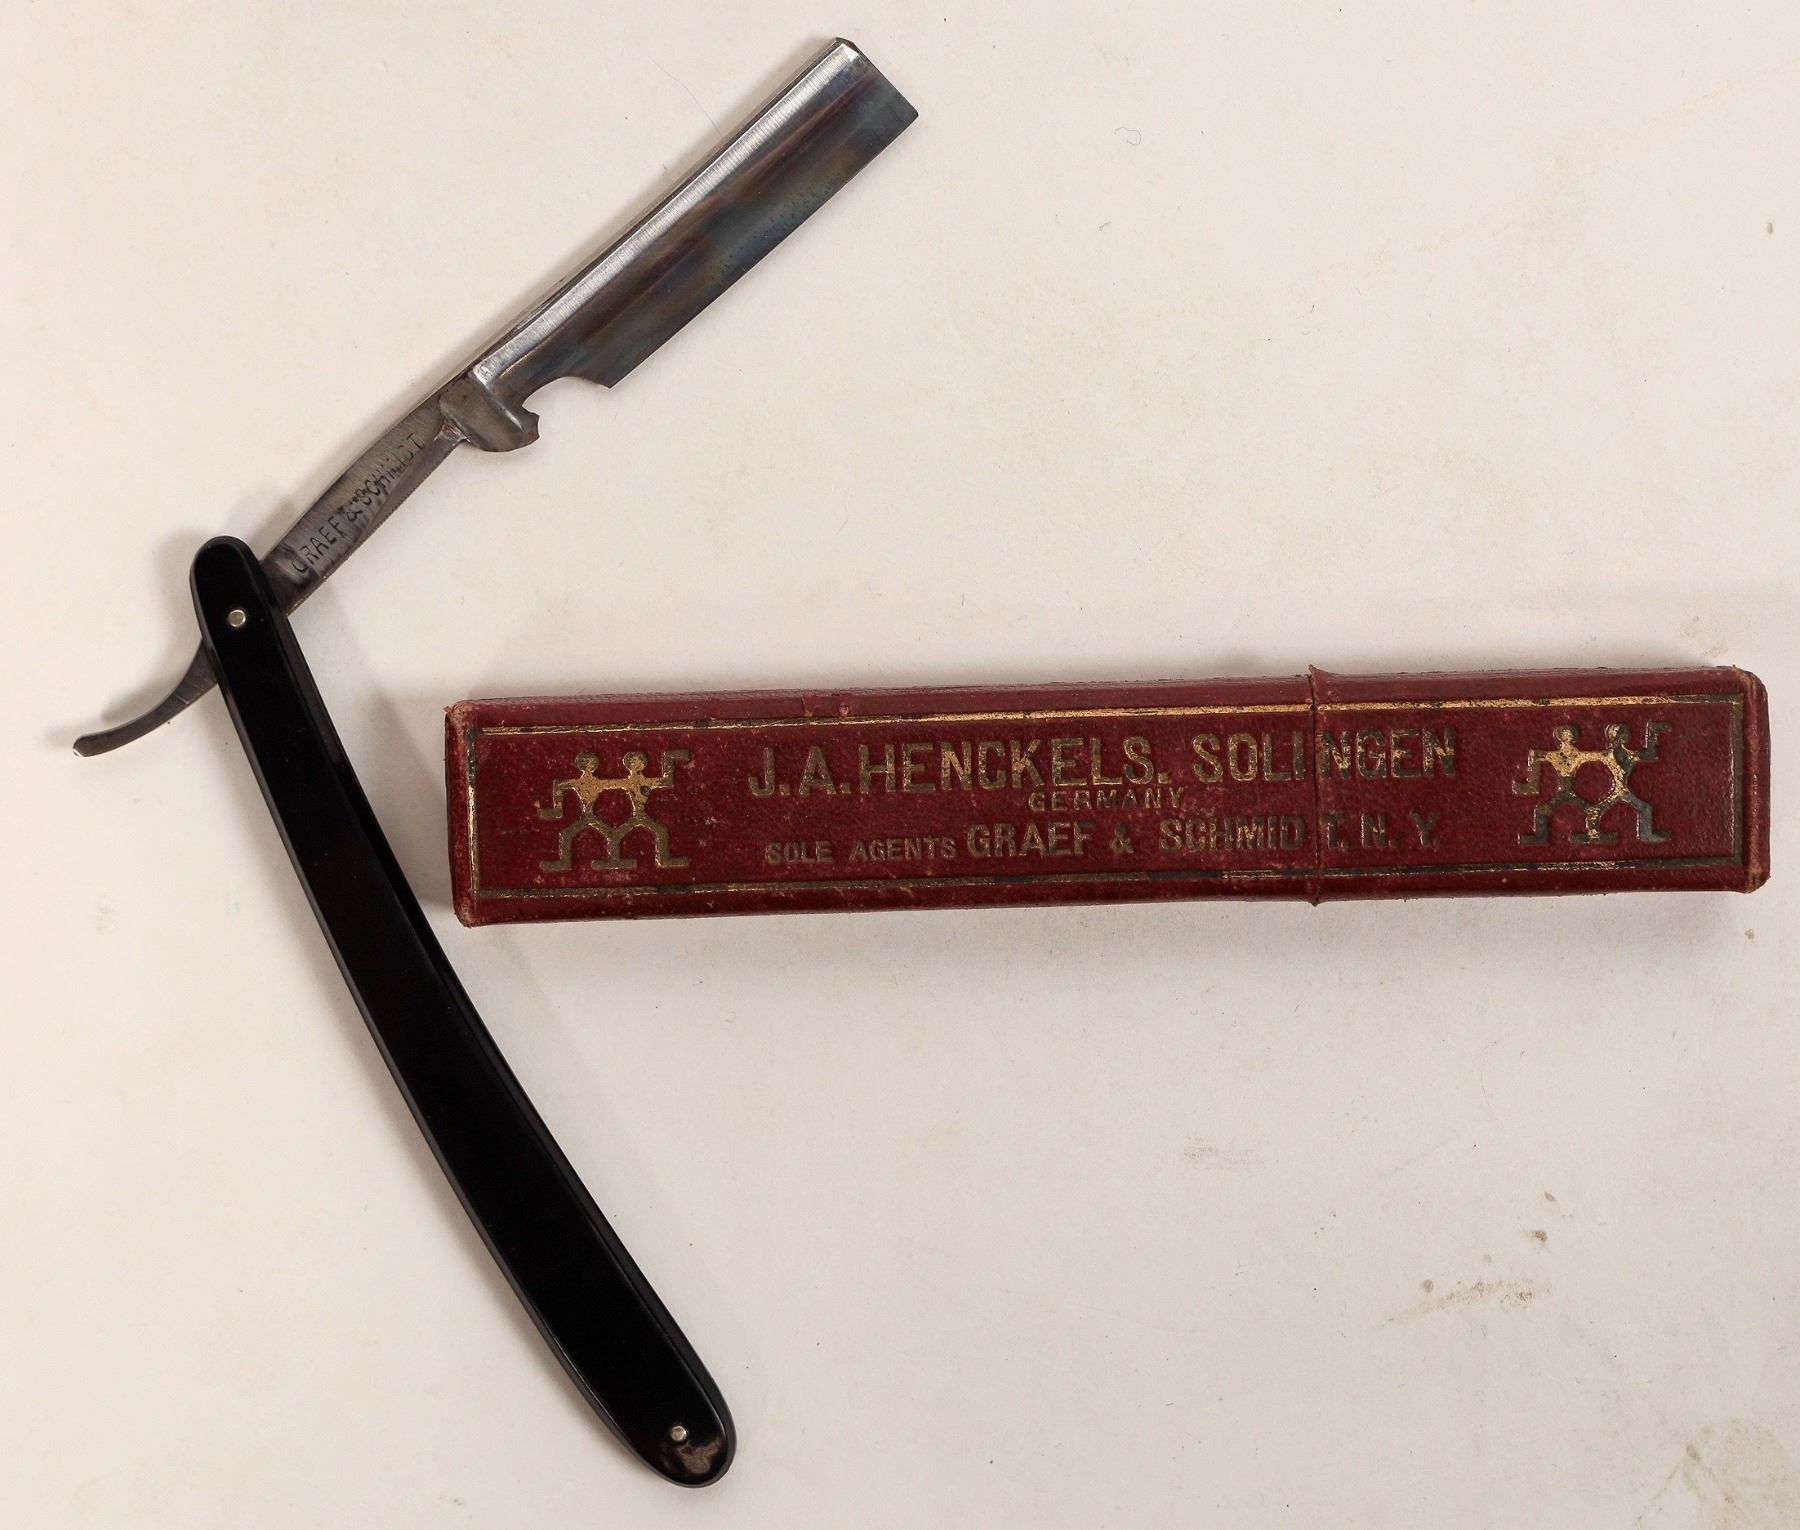 GRAEF & SCHMIDT
J.A. HENCKELS. SOLINGEN
GERMANY
SOLE AGENTS GRAEF & SCHMIDT. N. Y.